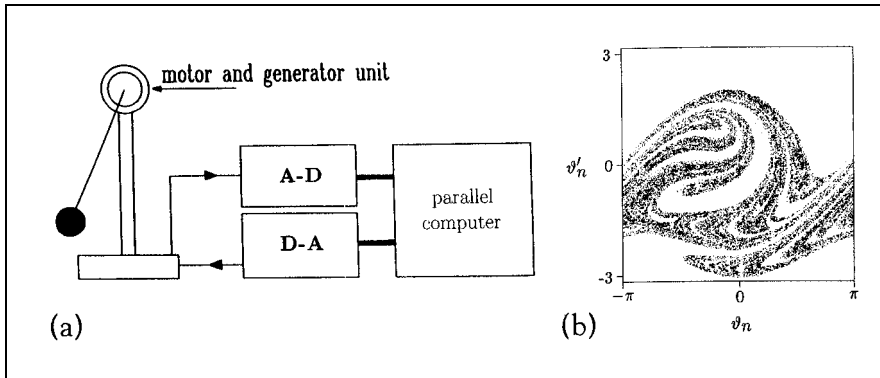 motor and generator unit
A-D
D-A
parallel
computer
(a)
3
ϑ′n
0
-3
-π
0
π
ϑn
(b)